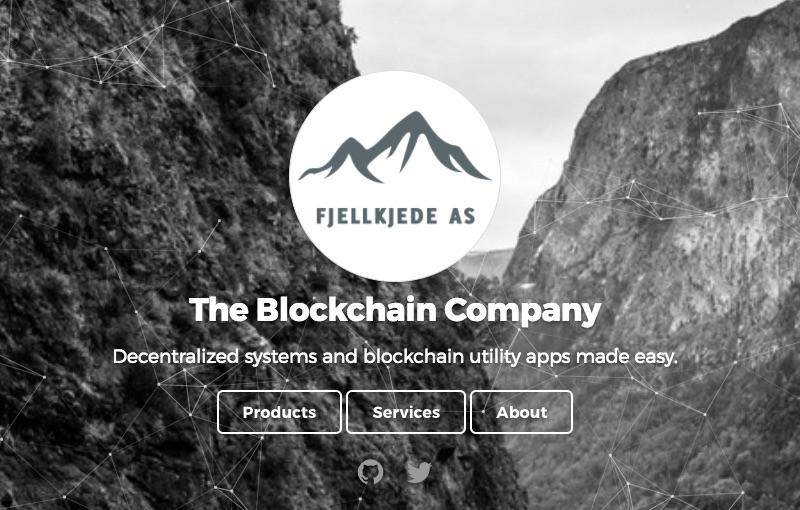 FJELLKJEDE AS
The Blockchain Company
Decentralized systems and blockchain utility apps made easy.
Products Services About